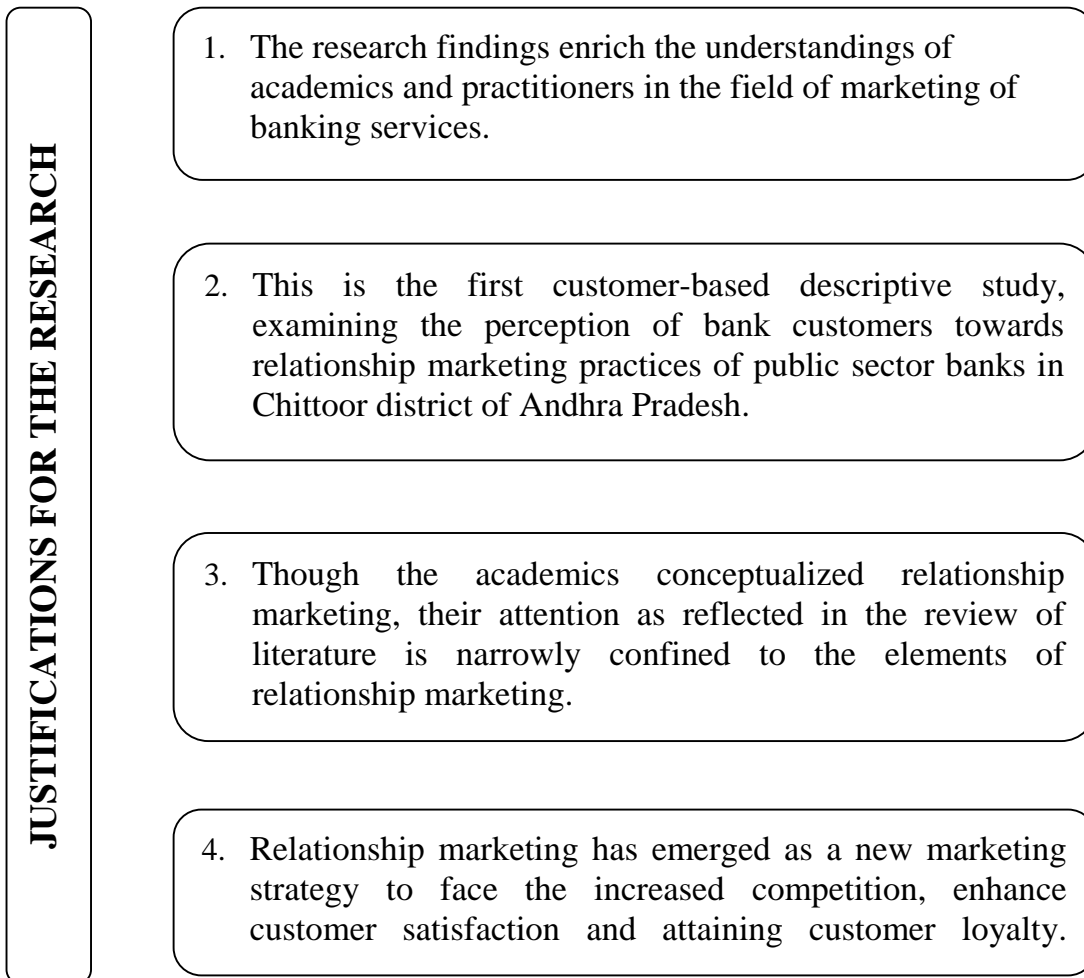 JUSTIFICATIONS FOR THE RESEARCH
1. The research findings enrich the understandings of
academics and practitioners in the field of marketing of
banking services.
2. This is the first customer-based descriptive study,
examining the perception of bank customers towards
relationship marketing practices of public sector banks in
Chittoor district of Andhra Pradesh.
3. Though the academics conceptualized relationship
marketing, their attention as reflected in the review of
literature is narrowly confined to the elements of
relationship marketing.
4. Relationship marketing has emerged as a new marketing
strategy to face the increased competition, enhance
customer satisfaction and attaining customer loyalty.